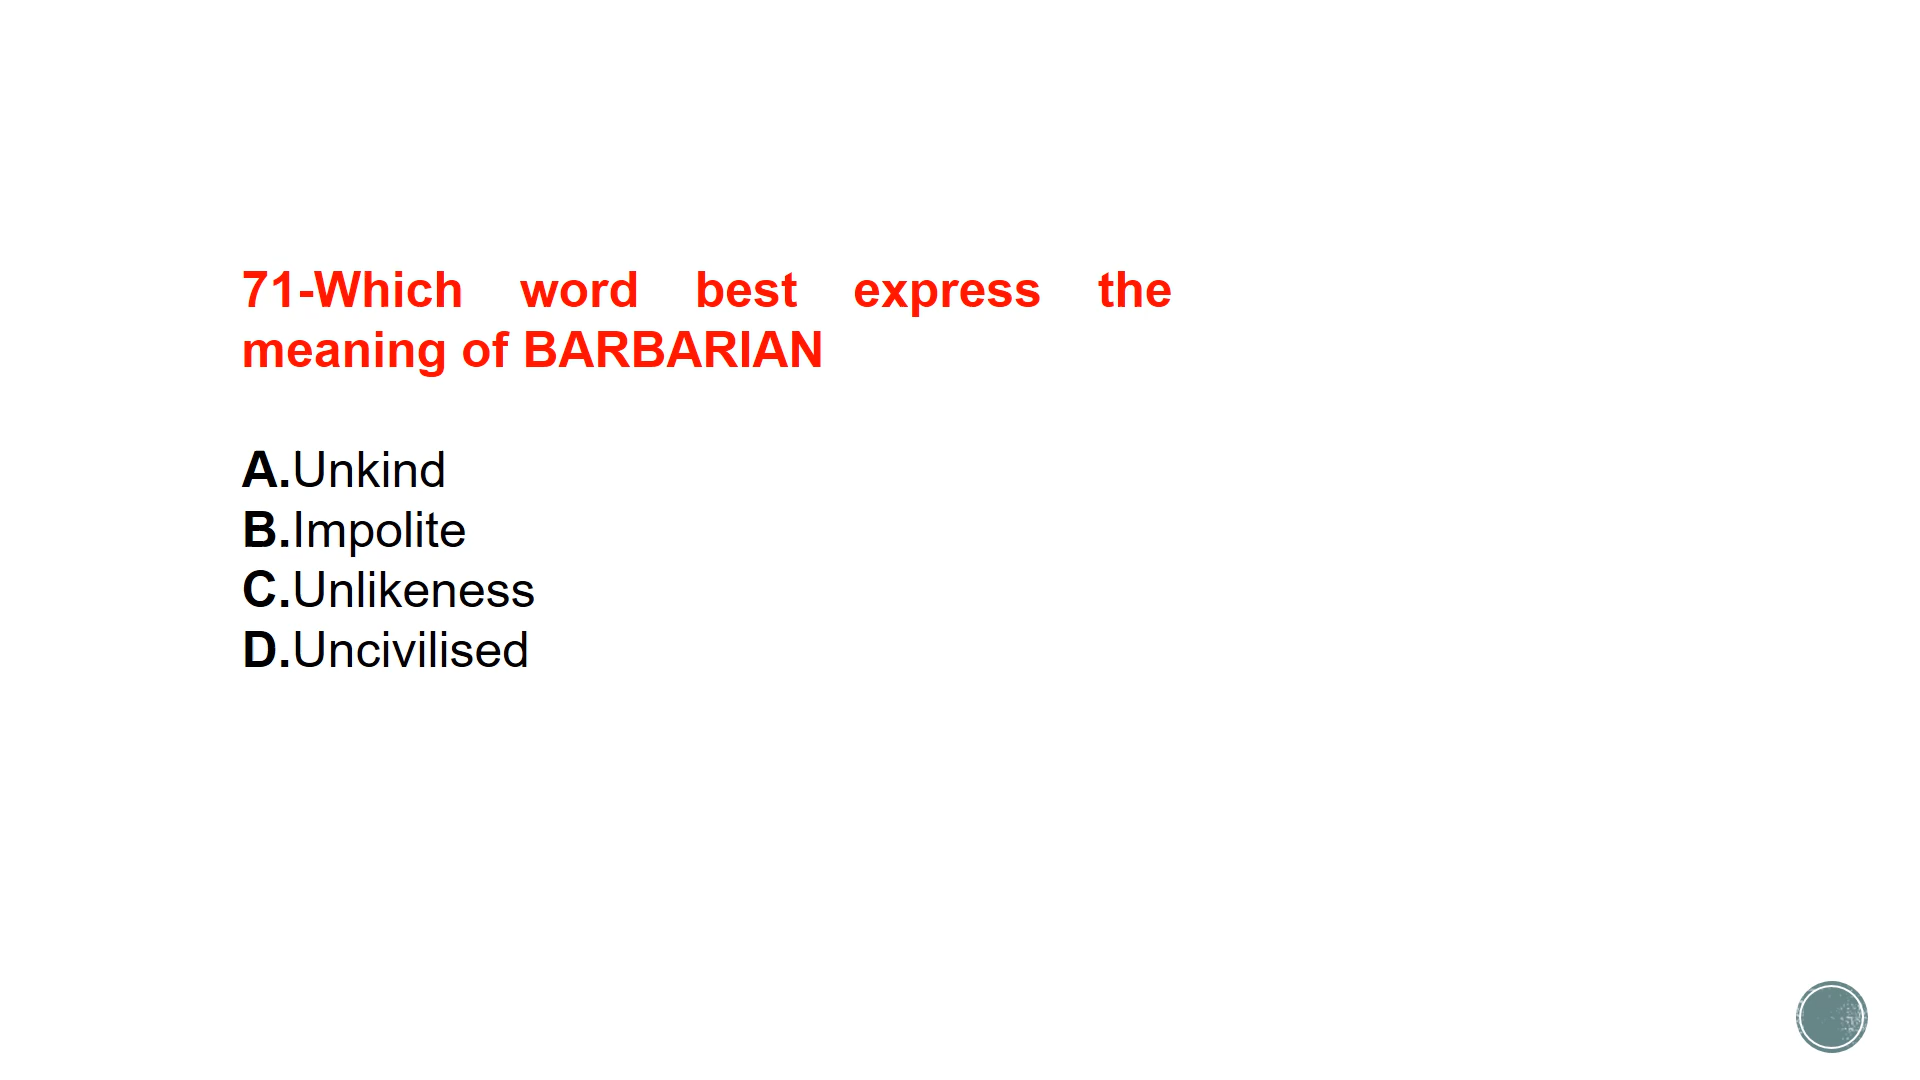 71-Which word best express the
meaning of BARBARIAN
A.Unkind
B.Impolite
C.Unlikeness
D.Uncivilised